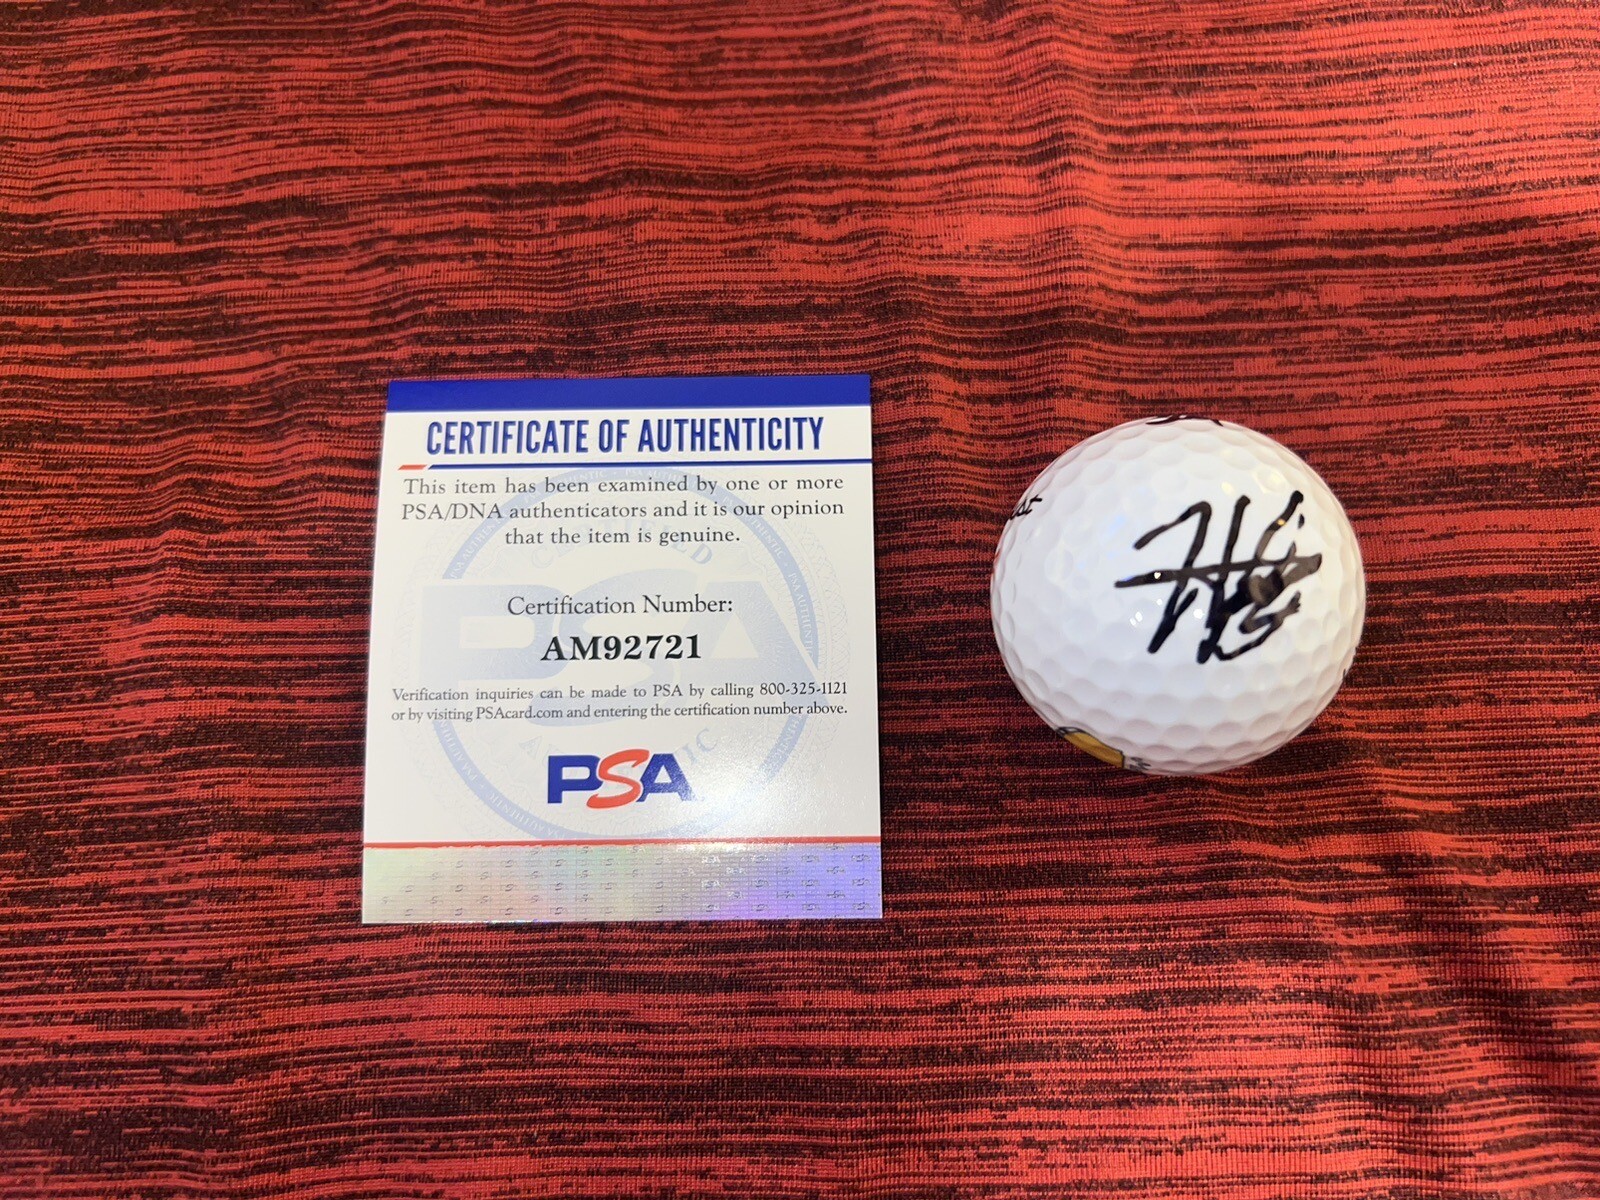 CERTIFICATE OF AUTHENTICITY
This item has been examined by one or more
PSA/DNA authenticators and it is our opinion
that the item is genuine.
Certification Number:
AM92721
Verification inquiries can be made to PSA by calling 800-325-1121
or by visiting PSAcard.com and entering the certification number above.
PSA